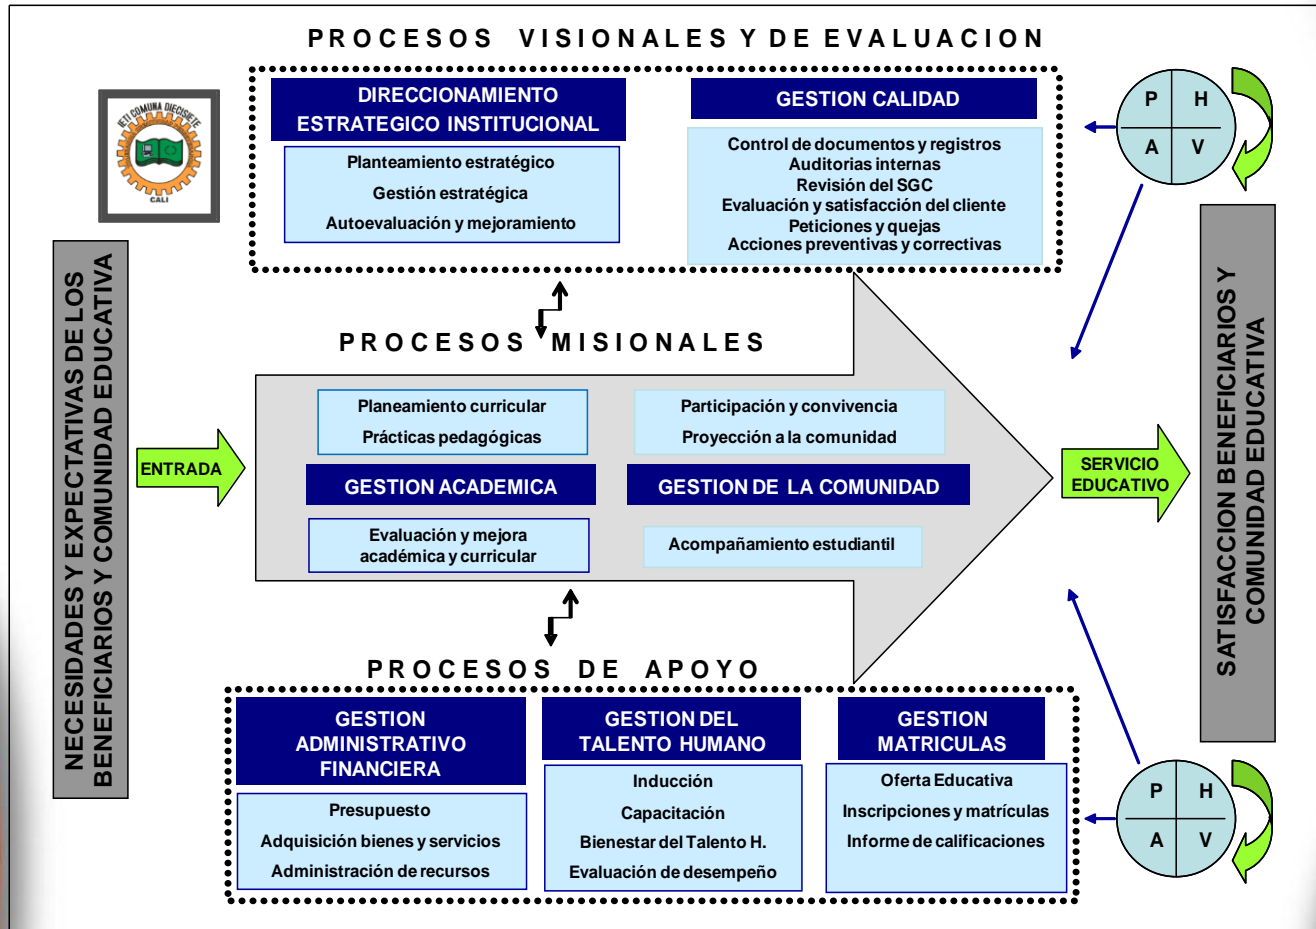 PROCESOS VISIONALES Y DE EVALUACION
IETI COMUNA DIECISIETE
CALI
DIRECCIONAMIENTO
ESTRATEGICO INSTITUCIONAL
Planteamiento estratégico
Gestión estratégica
Autoevaluación y mejoramiento
GESTION CALIDAD
Control de documentos y registros
Auditorias internas
Revisión del SGC
Evaluación y satisfacción del cliente
Peticiones y quejas
Acciones preventivas y correctivas
P H
A V
NECESIDADES Y EXPECTATIVAS DE LOS
BENEFICIARIOS Y COMUNIDAD EDUCATIVA
ENTRADA
PROCESOS MISIONALES
Planeamiento curricular
Prácticas pedagógicas
GESTION ACADEMICA
Evaluación y mejora
académica y curricular
Participación y convivencia
Proyección a la comunidad
GESTION DE LA COMUNIDAD
Acompañamiento estudiantil
SERVICIO
EDUCATIVO
SATISFACCION BENEFICIARIOS Y
COMUNIDAD EDUCATIVA
PROCESOS DE APOYO
GESTION
ADMINISTRATIVO
FINANCIERA
Presupuesto
Adquisición bienes y servicios
Administración de recursos
GESTION DEL
TALENTO HUMANO
Inducción
Capacitación
Bienestar del Talento H.
Evaluación de desempeño
GESTION
MATRICULAS
Oferta Educativa
Inscripciones y matrículas
Informe de calificaciones
P H
A V